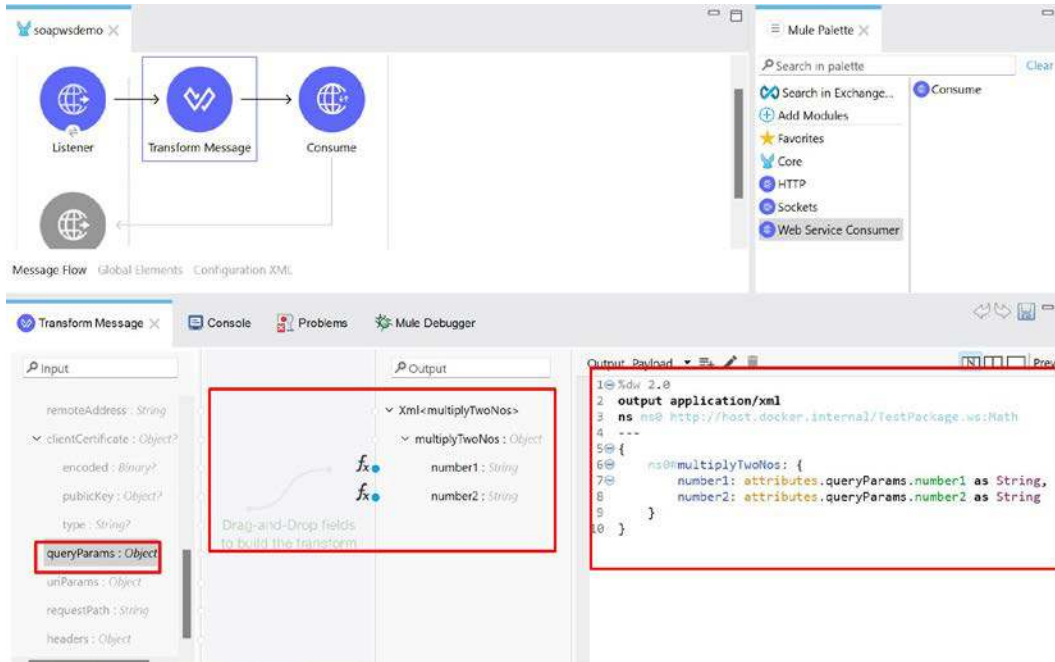 soapwsdemo
Listener
Transform Message
Consume
Message Flow Global Elements Configuration XML
Mule Palette
Search in palette
Clear
Search in Exchange...
Add Modules
Favorites
Core
HTTP
Sockets
Web Service Consumer
Consume
Transform Message
Console
Problems
Mule Debugger
Input
remoteAddress : String
clientCertificate : Object?
encoded : Binary?
publicKey : Object?
type : String?
queryParams : Object
uriParams : Object
requestPath : String
headers : Object
Drag-and-Drop fields
to build the transform
Output
Xml<multiplyTwoNos>
multiplyTwoNos : Object
fx number1 : String
fx number2 : String
Output Payload
Prev
1 %dw 2.0
2 output application/xml
3 ns ns0 http://host.docker.internal/TestPackage.ws:Math
4 ---
5 {
6 ns0#multiplyTwoNos: {
7 number1: attributes.queryParams.number1 as String,
8 number2: attributes.queryParams.number2 as String
9 }
10 }